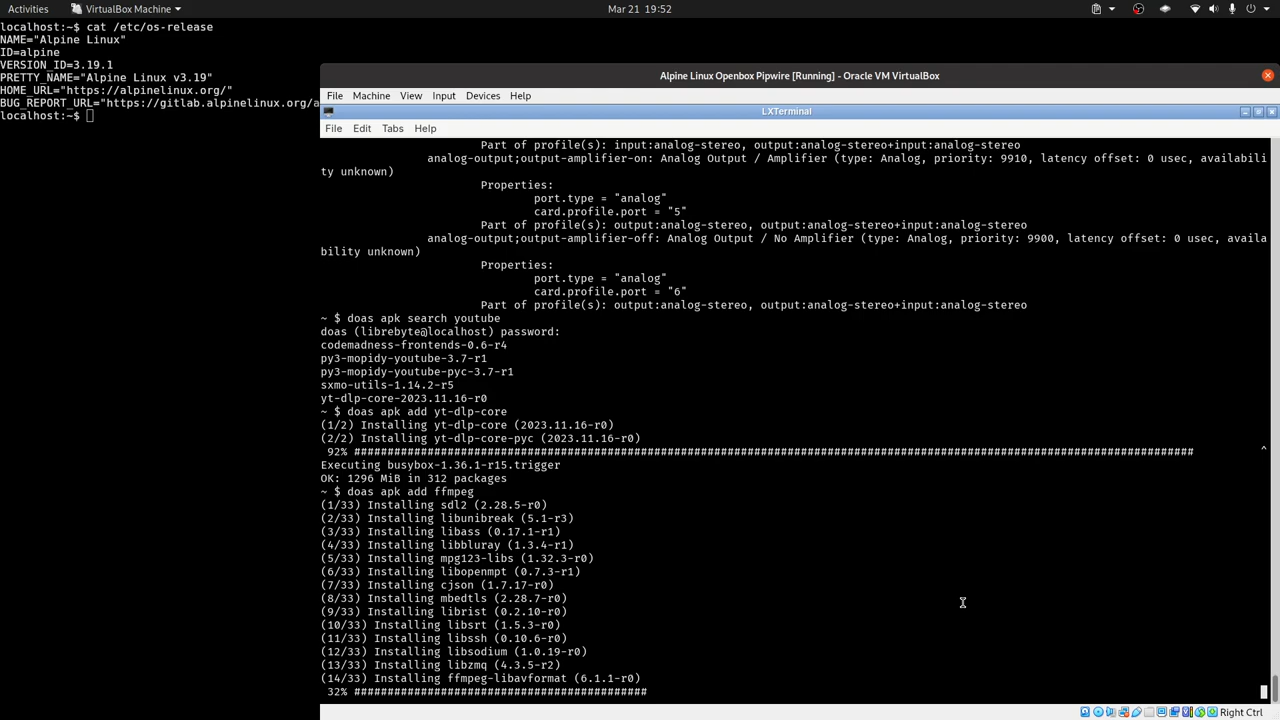 Activities
VirtualBox Machine
Mar 21 19:52
localhost:~$ cat /etc/os-release
NAME="Alpine Linux"
ID=alpine
VERSION_ID=3.19.1
PRETTY_NAME="Alpine Linux v3.19"
HOME_URL="https://alpinelinux.org/"
BUG_REPORT_URL="https://gitlab.alpinelinux.org/a
localhost:~$
Alpine Linux Openbox Pipwire [Running] - Oracle VM VirtualBox
File Machine View Input Devices Help
LXTerminal
File Edit Tabs Help
Part of profile(s): input:analog-stereo, output:analog-stereo+input:analog-stereo
analog-output;output-amplifier-on: Analog Output / Amplifier (type: Analog, priority: 9910, latency offset: 0 usec, availabili
ty unknown)
Properties:
port.type = "analog"
card.profile.port = "5"
Part of profile(s): output:analog-stereo, output:analog-stereo+input:analog-stereo
analog-output;output-amplifier-off: Analog Output / No Amplifier (type: Analog, priority: 9900, latency offset: 0 usec, availa
bility unknown)
Properties:
port.type = "analog"
card.profile.port = "6"
Part of profile(s): output:analog-stereo, output:analog-stereo+input:analog-stereo
~ $ doas apk search youtube
doas (librebyte@localhost) password:
codemadness-frontends-0.6-r4
py3-mopidy-youtube-3.7-r1
py3-mopidy-youtube-pyc-3.7-r1
sxmo-utils-1.14.2-r5
yt-dlp-core-2023.11.16-r0
~ $ doas apk add yt-dlp-core
(1/2) Installing yt-dlp-core (2023.11.16-r0)
(2/2) Installing yt-dlp-core-pyc (2023.11.16-r0)
92% ##############################################################################################################################
Executing busybox-1.36.1-r15.trigger
OK: 1296 MiB in 312 packages
~ $ doas apk add ffmpeg
(1/33) Installing sdl2 (2.28.5-r0)
(2/33) Installing libunibreak (5.1-r3)
(3/33) Installing libass (0.17.1-r1)
(4/33) Installing libbluray (1.3.4-r1)
(5/33) Installing mpg123-libs (1.32.3-r0)
(6/33) Installing libopenmpt (0.7.3-r1)
(7/33) Installing cjson (1.7.17-r0)
(8/33) Installing mbedtls (2.28.7-r0)
(9/33) Installing librist (0.2.10-r0)
(10/33) Installing libsrt (1.5.3-r0)
(11/33) Installing libssh (0.10.6-r0)
(12/33) Installing libsodium (1.0.19-r0)
(13/33) Installing libzmq (4.3.5-r2)
(14/33) Installing ffmpeg-libavformat (6.1.1-r0)
32% ############################################
Right Ctrl